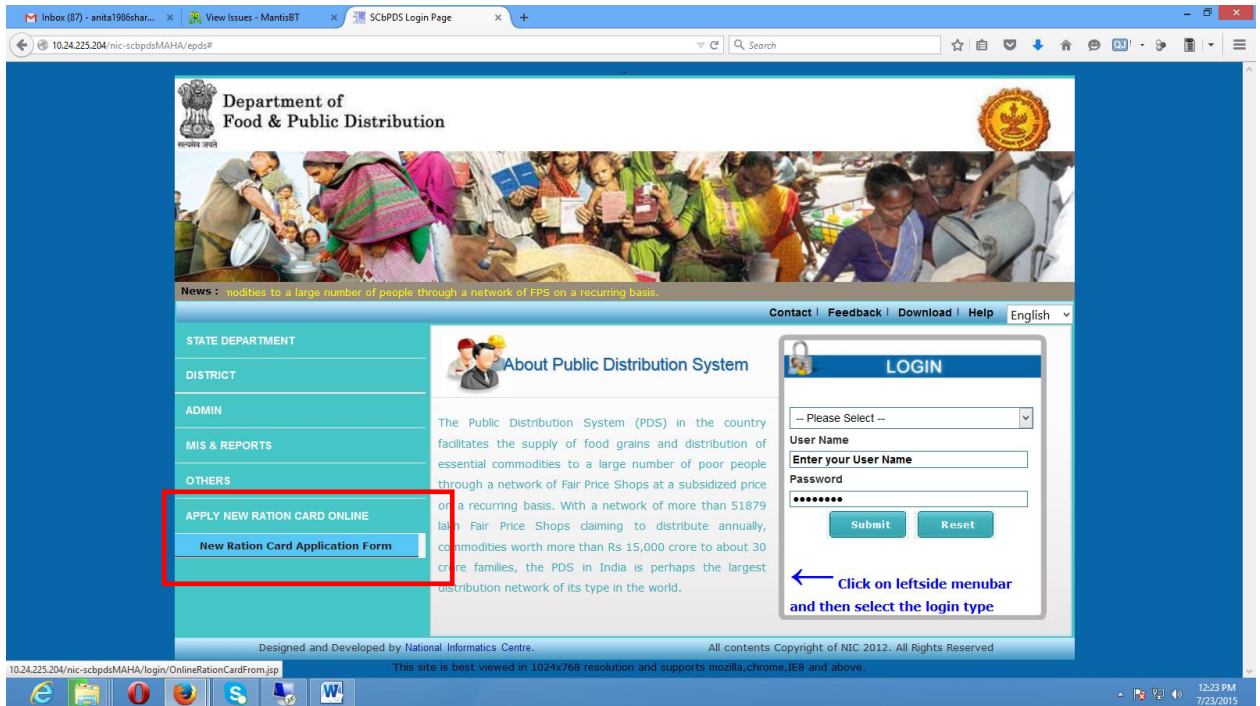 Inbox (87) - anita1986shar... ×
View Issues - MantisBT ×
SCbPDS Login Page × +
10.24.225.204/nic-scbpdsMAHA/epds#
Search
Department of
Food & Public Distribution
सत्यमेव जयते
News : modities to a large number of people through a network of FPS on a recurring basis.
Contact | Feedback | Download | Help English
STATE DEPARTMENT
DISTRICT
ADMIN
MIS & REPORTS
OTHERS
APPLY NEW RATION CARD ONLINE
New Ration Card Application Form
About Public Distribution System
The Public Distribution System (PDS) in the country
facilitates the supply of food grains and distribution of
essential commodities to a large number of poor people
through a network of Fair Price Shops at a subsidized price
on a recurring basis. With a network of more than 51879
lakh Fair Price Shops claiming to distribute annually,
commodities worth more than Rs 15,000 crore to about 30
crore families, the PDS in India is perhaps the largest
distribution network of its type in the world.
LOGIN
-- Please Select --
User Name
Enter your User Name
Password
••••••••
Submit Reset
← Click on leftside menubar
and then select the login type
Designed and Developed by National Informatics Centre. All contents Copyright of NIC 2012. All Rights Reserved
This site is best viewed in 1024x768 resolution and supports mozilla,chrome,IE8 and above.
10.24.225.204/nic-scbpdsMAHA/login/OnlineRationCardFrom.jsp
12:23 PM
7/23/2015